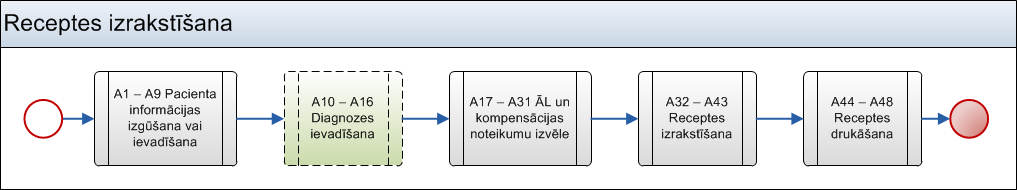 Receptes izrakstīšana
A1 – A9 Pacienta
informācijas
izgūšana vai
ievadīšana
A10 – A16
Diagnozes
ievadīšana
A17 – A31 ĀL un
kompensācijas
noteikumu izvēle
A32 – A43
Receptes
izrakstīšana
A44 – A48
Receptes
drukāšana